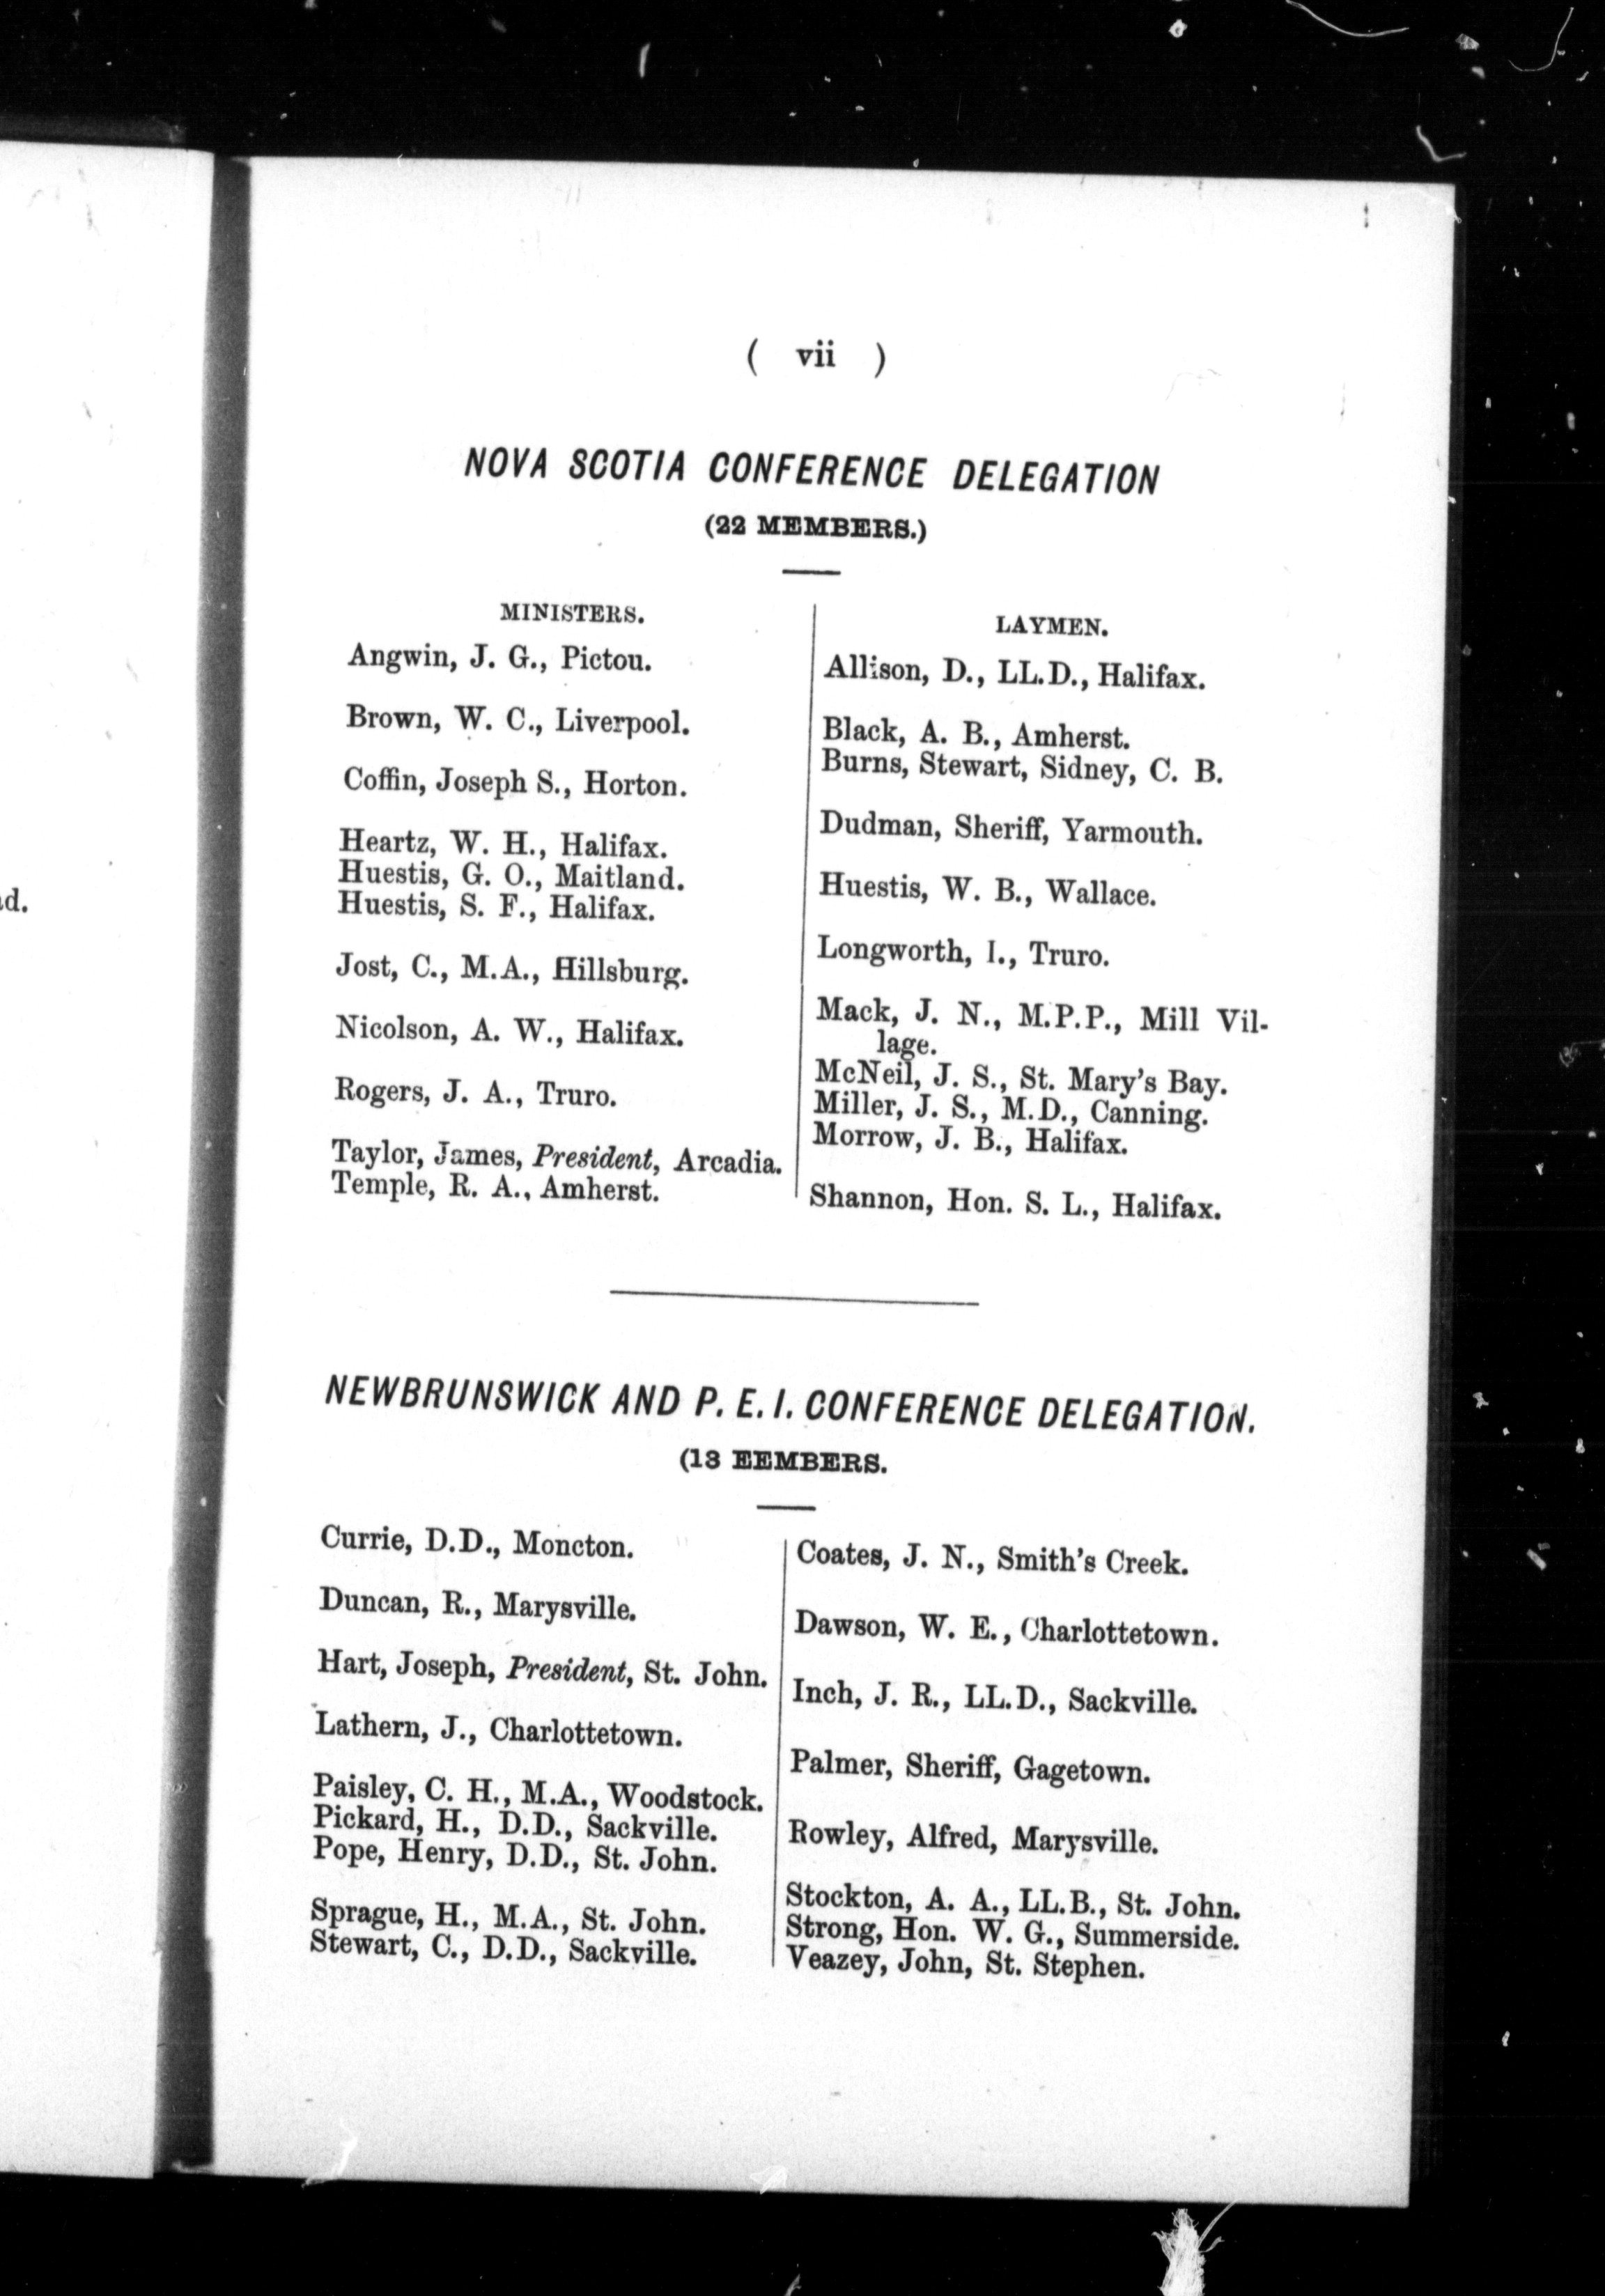 ( vii )
NOVA SCOTIA CONFERENCE DELEGATION
(22 MEMBERS.)
MINISTERS.
Angwin, J. G., Pictou.
Brown, W. C., Liverpool.
Coffin, Joseph S., Horton.
Heartz, W. H., Halifax.
Huestis, G. O., Maitland.
Huestis, S. F., Halifax.
Jost, C., M.A., Hillsburg.
Nicolson, A. W., Halifax.
Rogers, J. A., Truro.
Taylor, James, President, Arcadia.
Temple, R. A., Amherst.
LAYMEN.
Allison, D., LL.D., Halifax.
Black, A. B., Amherst.
Burns, Stewart, Sidney, C. B.
Dudman, Sheriff, Yarmouth.
Huestis, W. B., Wallace.
Longworth, I., Truro.
Mack, J. N., M.P.P., Mill Vil-
lage.
McNeil, J. S., St. Mary's Bay.
Miller, J. S., M.D., Canning.
Morrow, J. B., Halifax.
Shannon, Hon. S. L., Halifax.
NEWBRUNSWICK AND P. E. I. CONFERENCE DELEGATION.
(18 EEMBERS.
Currie, D.D., Moncton.
Duncan, R., Marysville.
Hart, Joseph, President, St. John.
Lathern, J., Charlottetown.
Paisley, C. H., M.A., Woodstock.
Pickard, H., D.D., Sackville.
Pope, Henry, D.D., St. John.
Sprague, H., M.A., St. John.
Stewart, C., D.D., Sackville.
Coates, J. N., Smith's Creek.
Dawson, W. E., Charlottetown.
Inch, J. R., LL.D., Sackville.
Palmer, Sheriff, Gagetown.
Rowley, Alfred, Marysville.
Stockton, A. A., LL.B., St. John.
Strong, Hon. W. G., Summerside.
Veazey, John, St. Stephen.